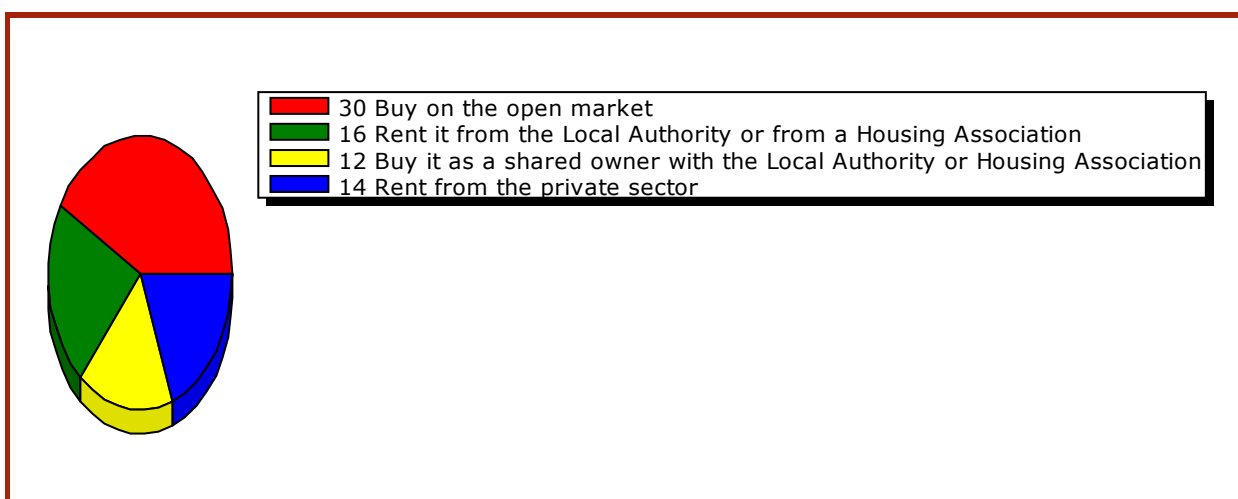 30 Buy on the open market
16 Rent it from the Local Authority or from a Housing Association
12 Buy it as a shared owner with the Local Authority or Housing Association
14 Rent from the private sector